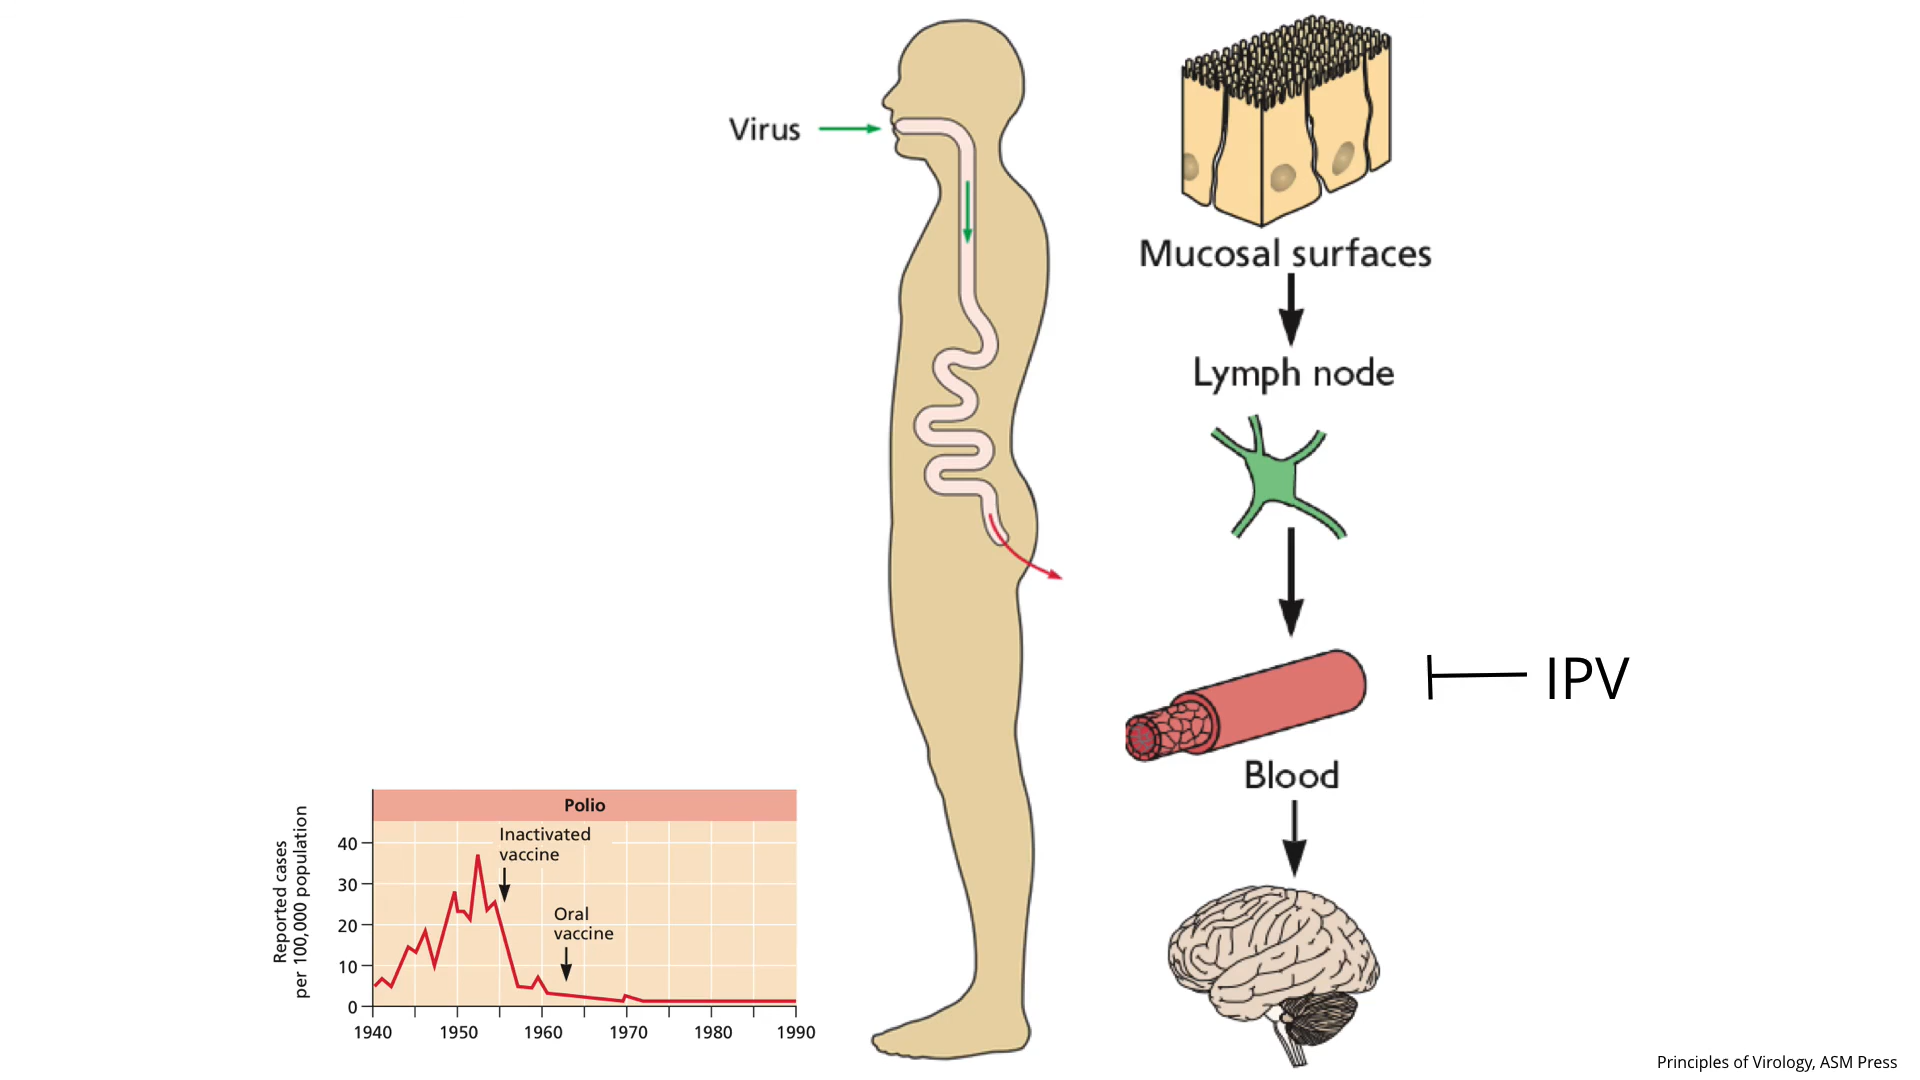 Virus
Mucosal surfaces
Lymph node
IPV
Blood
Polio
Inactivated
vaccine
Oral
vaccine
Reported cases
per 100,000 population
40
30
20
10
0
1940
1950
1960
1970
1980
1990
Principles of Virology, ASM Press